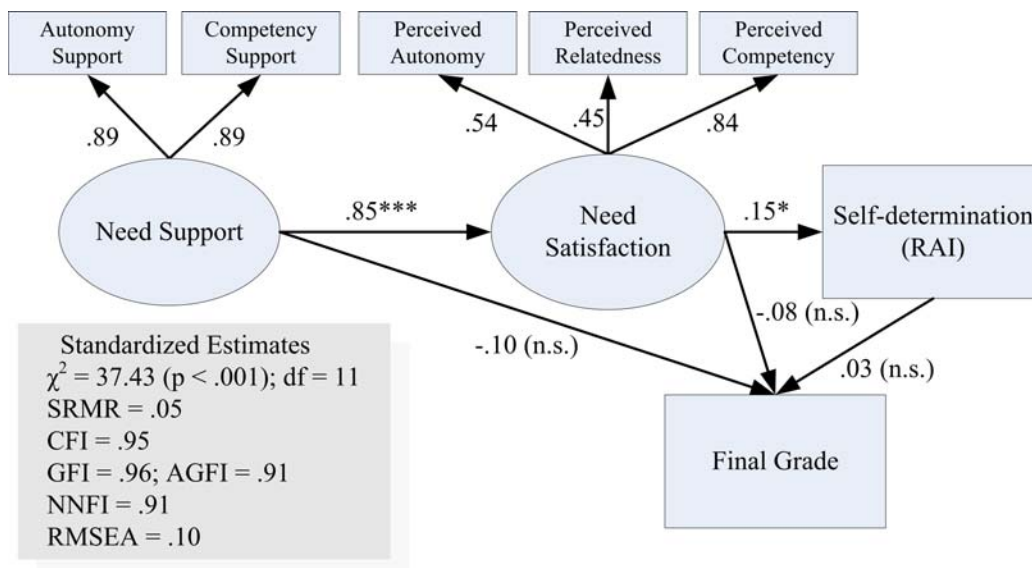 Autonomy
Support
Competency
Support
Perceived
Autonomy
Perceived
Relatedness
Perceived
Competency
.89
.89
.54
.45
.84
Need Support
.85***
Need
Satisfaction
.15*
Self-determination
(RAI)
-.10 (n.s.)
-.08 (n.s.)
.03 (n.s.)
Final Grade
Standardized Estimates
χ² = 37.43 (p < .001); df = 11
SRMR = .05
CFI = .95
GFI = .96; AGFI = .91
NNFI = .91
RMSEA = .10